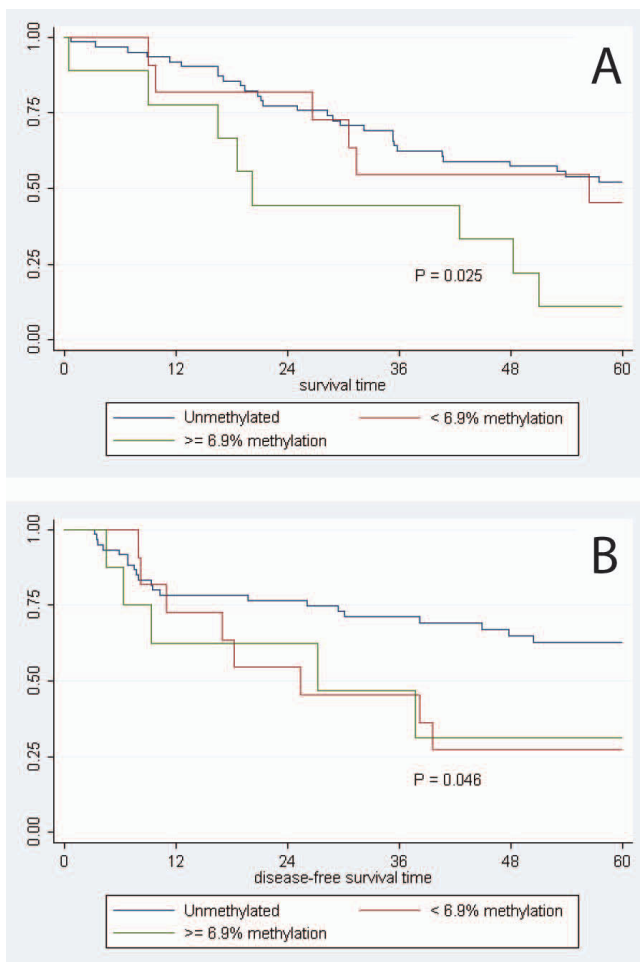 A
1.00
0.75
0.50
0.25
0.00
P = 0.025
0 12 24 36 48 60
survival time
Unmethylated < 6.9% methylation
>= 6.9% methylation
B
1.00
0.75
0.50
0.25
0.00
P = 0.046
0 12 24 36 48 60
disease-free survival time
Unmethylated < 6.9% methylation
>= 6.9% methylation